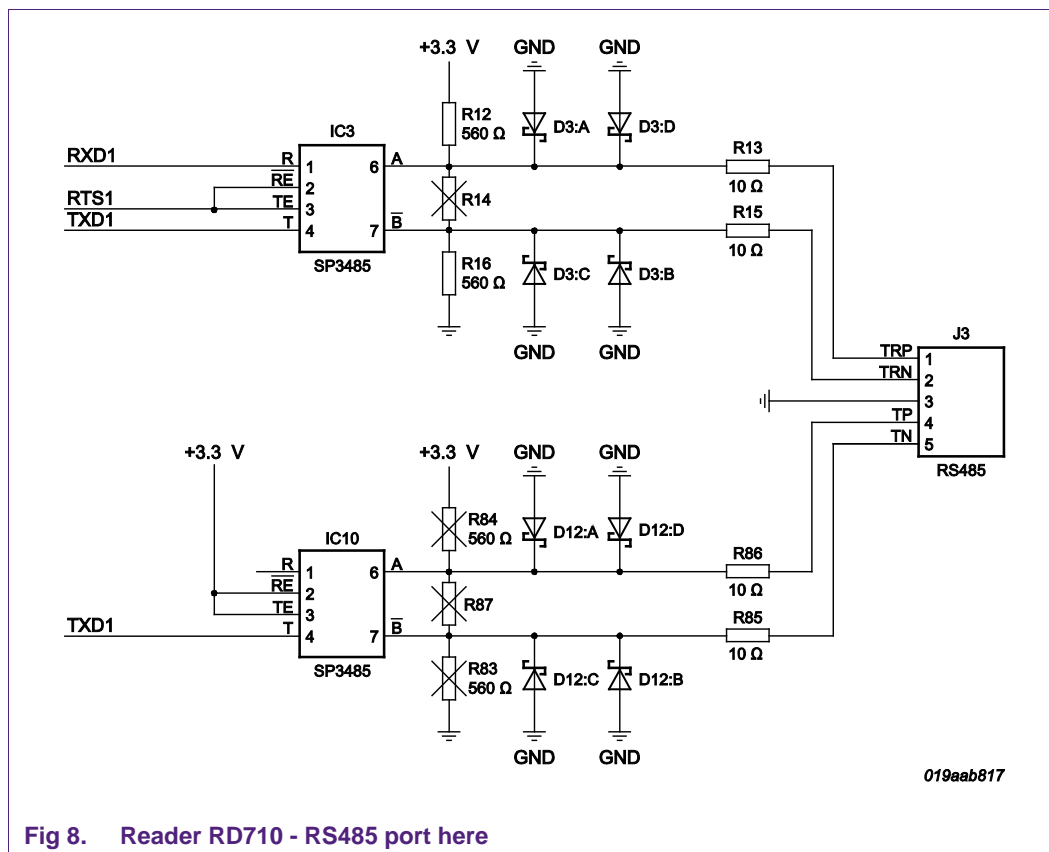 +3.3 V GND GND
R12
560 Ω
D3:A D3:D
IC3
R13
10 Ω
RXD1 R 1 6 A
RE 2
R14
RTS1 TE 3
R15
10 Ω
TXD1 T 4 7 B
SP3485
R16
560 Ω
D3:C D3:B
GND GND
J3
TRP 1
TRN 2
3
TP 4
TN 5
RS485
+3.3 V +3.3 V GND GND
R84
560 Ω
D12:A D12:D
IC10
R86
10 Ω
R 1 6 A
RE 2
R87
TE 3
R85
10 Ω
TXD1 T 4 7 B
SP3485
R83
560 Ω
D12:C D12:B
GND GND
019aab817
Fig 8. Reader RD710 - RS485 port here